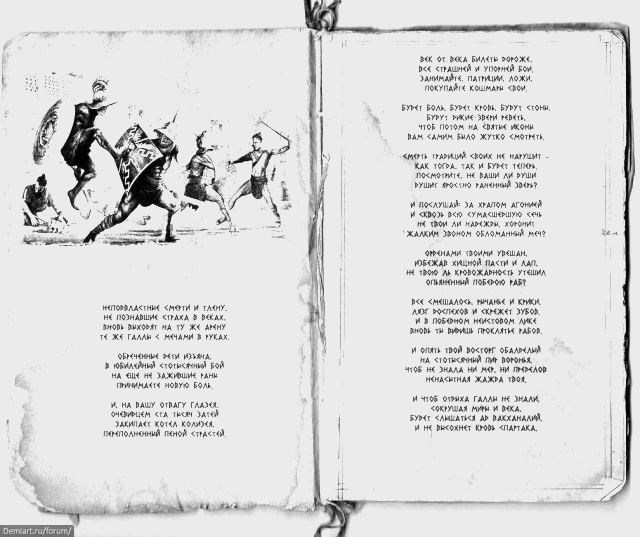 НЕПОДВЛАСТНЫЕ СМЕРТИ И ТЛЕНУ,
НЕ ПОЗНАВШИЕ СТРАХА В ВЕКАХ,
ВНОВЬ ВЫХОДЯТ НА ТУ ЖЕ АРЕНУ
ТЕ ЖЕ ГАЛЛЫ С МЕЧАМИ В РУКАХ.
ОБРЕЧЕННЫЕ ДЕТИ ИЗЪЯНА,
В ЮБИЛЕЙНЫЙ СТОТЫСЯЧНЫЙ БОЙ
НА ЕЩЕ НЕ ЗАЖИВШИЕ РАНЫ
ПРИНИМАЕТЕ НОВУЮ БОЛЬ.
И, НА ВАШУ ОТВАГУ ГЛАЗЕЯ,
ОЧЕВИДЦЕМ СТА ТЫСЯЧ ЗАТЕЙ
ЗАКИПАЕТ КОТЕЛ КОЛИЗЕЯ,
ПЕРЕПОЛНЕННЫЙ ПЕНОЙ СТРАСТЕЙ.
ВЕК ОТ ВЕКА БИЛЕТЫ ДОРОЖЕ,
ВСЕ СТРАШНЕЙ И УПОРНЕЙ БОИ.
ЗАНИМАЙТЕ, ПАТРИЦИИ, ЛОЖИ,
ПОКУПАЙТЕ КОШМАРЫ СВОИ.
БУДЕТ БОЛЬ, БУДЕТ КРОВЬ, БУДУТ СТОНЫ,
БУДУТ ДИКИЕ ЗВЕРИ РЕВЕТЬ,
ЧТОБ ПОТОМ НА СВЯТЫЕ ИКОНЫ
ВАМ САМИМ БЫЛО ЖУТКО СМОТРЕТЬ.
СМЕРТЬ ТРАДИЦИЙ СВОИХ НЕ НАРУШИТ -
КАК ТОГДА, ТАК И БУДЕТ ТЕПЕРЬ.
ПОСМОТРИТЕ, НЕ ВАШИ ЛИ ДУШИ
ДУШИТ ЯРОСТНО РАНЕННЫЙ ЗВЕРЬ?
И ПОСЛУШАЙ: ЗА ХРАПОМ АГОНИЕЙ
И СКВОЗЬ ВСЮ СУМАСШЕДШУЮ СЕЧЬ
НЕ ТВОИ ЛИ НАДЕЖДЫ ХОРОНИТ
ЖАЛКИМ ЗВОНОМ ОБЛОМАННЫЙ МЕЧ?
ОРДЕНАМИ ТВОИМИ УВЕШАН,
ИЗБЕЖАВ ХИЩНОЙ ПАСТИ И ЛАП,
НЕ ТВОЮ ЛЬ КРОВОЖАДНОСТЬ УТЕШИЛ
ОПЬЯНЕННЫЙ ПОБЕДОЮ РАБ?
ВСЕ СМЕШАЛОСЬ, РЫЧАНЬЕ И КРИКИ,
ЛЯЗГ ДОСПЕХОВ И СКРЕЖЕТ ЗУБОВ,
И В ПОБЕДНОМ НЕИСТОВОМ ЛИКЕ
ВНОВЬ ТЫ ВИДИШЬ ПРОКЛЯТЬЕ РАБОВ.
И ОПЯТЬ ТВОЙ ВОСТОРГ ОБАЛДЕЛЫЙ
НА СТОТЫСЯЧНЫЙ ПИР ВОРОНЬЯ,
ЧТОБ НЕ ЗНАЛА НИ МЕР, НИ ПРЕДЕЛОВ
НЕНАСЫТНАЯ ЖАЖДА ТВОЯ.
И ЧТОБ ОТДЫХА ГАЛЛЫ НЕ ЗНАЛИ,
СОКРУШАЯ МИРЫ И ВЕКА,
БУДЕТ СЛЫШАТЬСЯ АД ВАКХАНАЛИЙ,
И НЕ ВЫСОХНЕТ КРОВЬ СПАРТАКА.
Demiart.ru/forum/